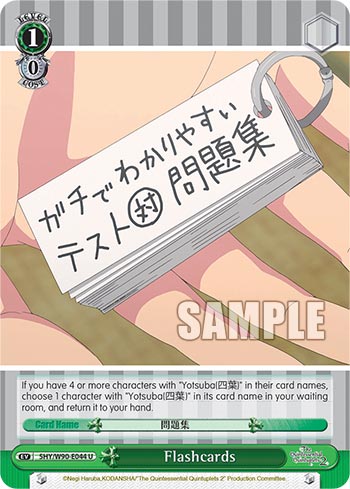 LEVEL
1
0
COST
ガチでわかりやすい
テスト対問題集
SAMPLE
If you have 4 or more characters with "Yotsuba(四葉)" in their card names,
choose 1 character with "Yotsuba(四葉)" in its card name in your waiting
room, and return it to your hand.
Card Name 問題集
EV SHY/W90-E044 U Flashcards
©Negi Haruba,KODANSHA/"The Quintessential Quintuplets 2" Production Committee.